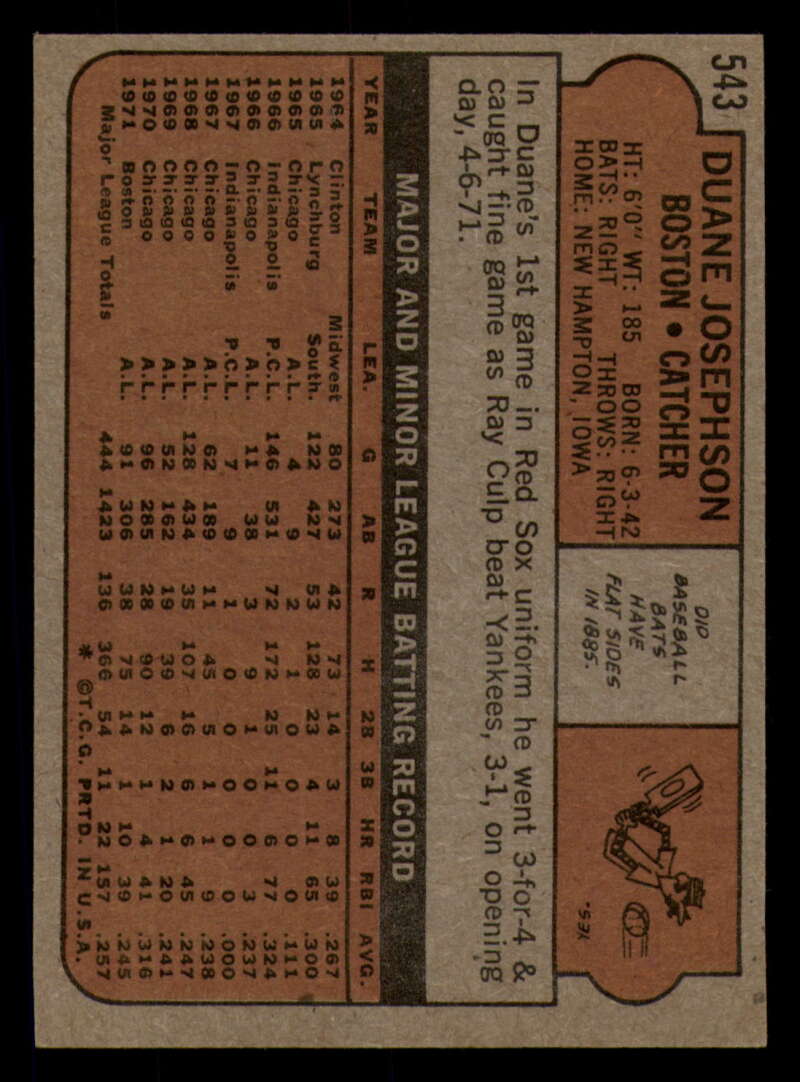 543
DUANE JOSEPHSON
BOSTON • CATCHER
HT: 6'0" WT: 185 BORN: 6-3-42
BATS: RIGHT THROWS: RIGHT
HOME: NEW HAMPTON, IOWA
DID
BASEBALL
BATS
HAVE
FLAT SIDES
IN 1885.
YES.
In Duane's 1st game in Red Sox uniform he went 3-for-4 &
caught fine game as Ray Culp beat Yankees, 3-1, on opening
day, 4-6-71.
MAJOR AND MINOR LEAGUE BATTING RECORD
YEAR TEAM LEA. G AB R H 2B 3B HR RBI AVG.
1964 Clinton Midwest 80 273 42 73 14 3 8 39 .267
1965 Lynchburg South. 122 427 53 128 23 4 11 65 .300
1965 Chicago A.L. 4 9 2 1 0 0 0 0 .111
1966 Indianapolis P.C.L. 146 531 72 172 25 11 6 77 .324
1966 Chicago A.L. 11 38 3 9 1 0 0 3 .237
1967 Indianapolis P.C.L. 7 9 1 0 0 0 0 0 .000
1967 Chicago A.L. 62 189 11 45 5 1 1 9 .238
1968 Chicago A.L. 128 434 35 107 16 6 6 45 .247
1969 Chicago A.L. 52 162 19 39 6 2 1 20 .241
1970 Chicago A.L. 96 285 28 90 12 1 4 41 .316
1971 Boston A.L. 91 306 38 75 14 1 10 39 .245
Major League Totals 444 1423 136 366 54 11 22 157 .257
* © T.C.G. PRTD. IN U.S.A.